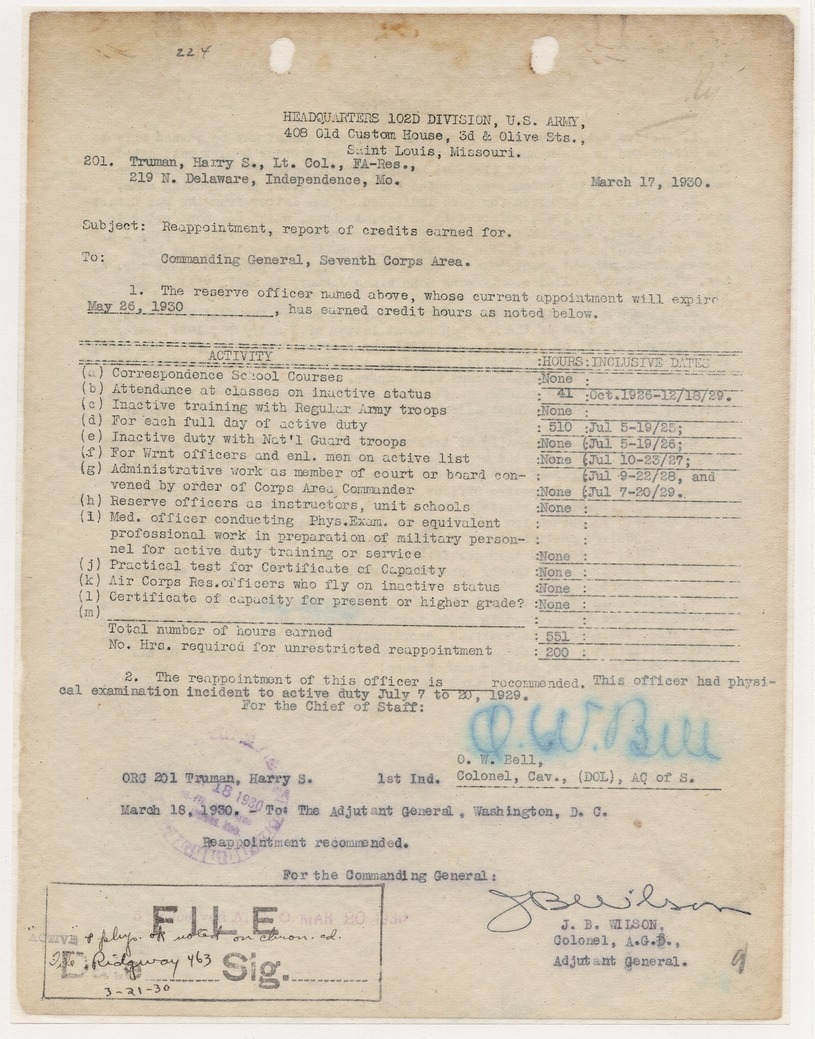 224
HEADQUARTERS 102D DIVISION, U.S. ARMY,
408 Old Custom House, 3d & Olive Sts.,
Saint Louis, Missouri.
201. Truman, Harry S., Lt. Col., FA-Res.,
219 N. Delaware, Independence, Mo. March 17, 1930.
Subject: Reappointment, report of credits earned for.
To: Commanding General, Seventh Corps Area.
1. The reserve officer named above, whose current appointment will expire
May 26, 1930, has earned credit hours as noted below.
ACTIVITY :HOURS:INCLUSIVE DATES
(a) Correspondence School Courses :None :
(b) Attendance at classes on inactive status : 41 :Oct.1926-12/18/29.
(c) Inactive training with Regular Army troops :None :
(d) For each full day of active duty : 510 :Jul 5-19/25;
(e) Inactive duty with Nat'l Guard troops :None (Jul 5-19/26;
(f) For Wrnt officers and enl. men on active list :None (Jul 10-23/27;
(g) Administrative work as member of court or board con- : (Jul 9-22/28, and
vened by order of Corps Area Commander :None (Jul 7-20/29.
(h) Reserve officers as instructors, unit schools :None :
(i) Med. officer conducting Phys.Exam. or equivalent : :
professional work in preparation of military person- : :
nel for active duty training or service :None :
(j) Practical test for Certificate of Capacity :None :
(k) Air Corps Res.officers who fly on inactive status :None :
(l) Certificate of capacity for present or higher grade? :None :
(m) : :
Total number of hours earned : 551 :
No. Hrs. required for unrestricted reappointment : 200 :
2. The reappointment of this officer is ____ recommended. This officer had physi-
cal examination incident to active duty July 7 to 20, 1929.
For the Chief of Staff:
O. W. Bell
O. W. Bell,
Colonel, Cav., (DOL), AC of S.
ORC 201 Truman, Harry S. 1st Ind.
18 1930
March 18, 1930. - To: The Adjutant General, Washington, D. C.
Reappointment recommended.
For the Commanding General:
J B Wilson
J. B. WILSON,
Colonel, A.G.D.,
Adjutant General.
MAR 20 1930
FILE
ACTIVE & phys. ok noted on chron. cd.
Ridgway 463
Sig.
3-21-30